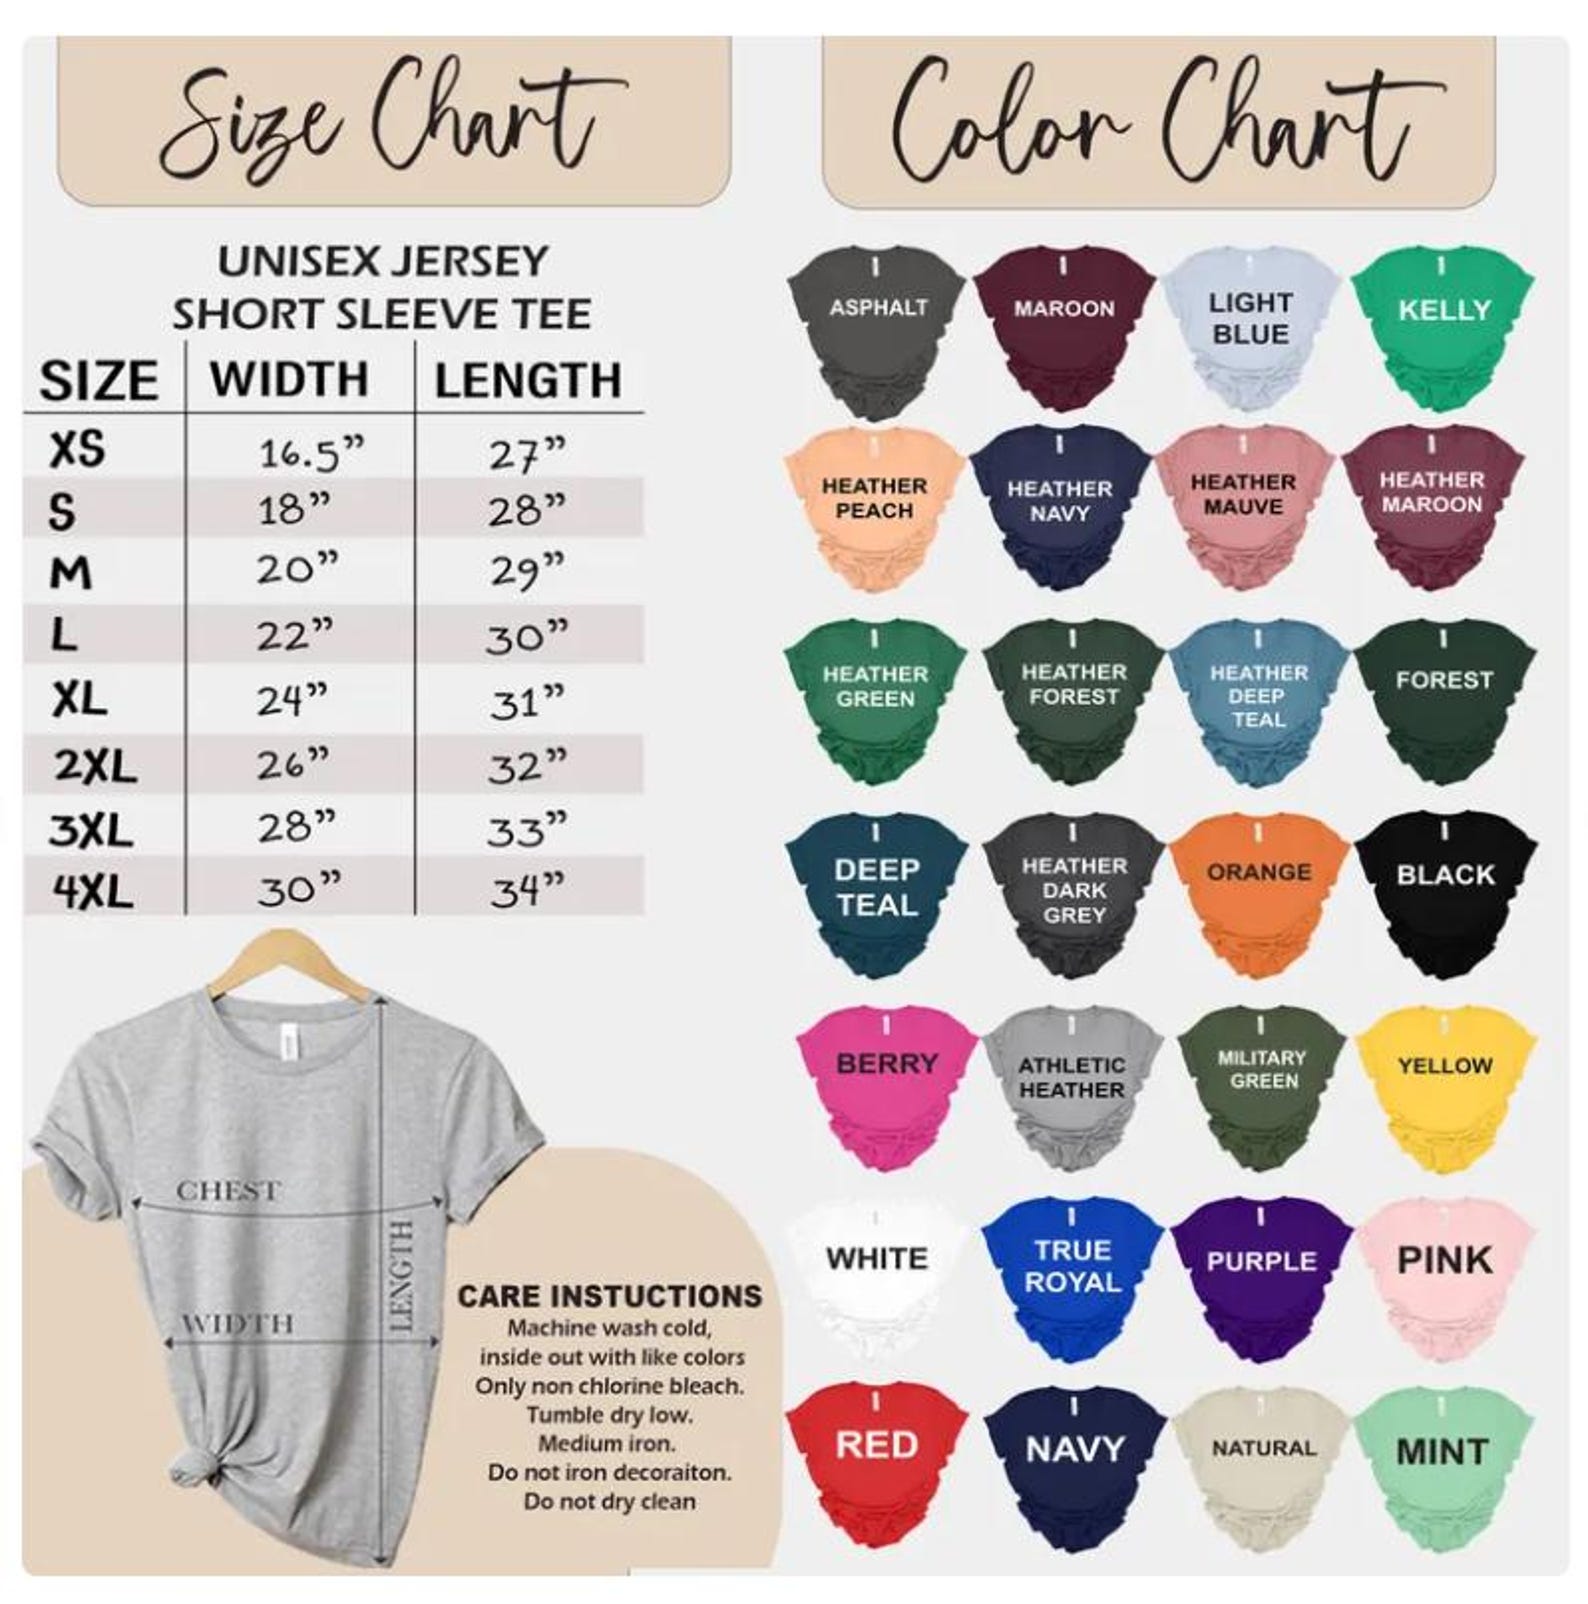 Size Chart
UNISEX JERSEY
SHORT SLEEVE TEE
SIZE WIDTH LENGTH
XS 16.5” 27”
S 18” 28”
M 20” 29”
L 22” 30”
XL 24” 31”
2XL 26” 32”
3XL 28” 33”
4XL 30” 34”
CHEST
WIDTH
LENGTH
CARE INSTUCTIONS
Machine wash cold,
inside out with like colors
Only non chlorine bleach.
Tumble dry low.
Medium iron.
Do not iron decoraiton.
Do not dry clean
Color Chart
ASPHALT
MAROON
LIGHT
BLUE
KELLY
HEATHER
PEACH
HEATHER
NAVY
HEATHER
MAUVE
HEATHER
MAROON
HEATHER
GREEN
HEATHER
FOREST
HEATHER
DEEP
TEAL
FOREST
DEEP
TEAL
HEATHER
DARK
GREY
ORANGE
BLACK
BERRY
ATHLETIC
HEATHER
MILITARY
GREEN
YELLOW
WHITE
TRUE
ROYAL
PURPLE
PINK
RED
NAVY
NATURAL
MINT